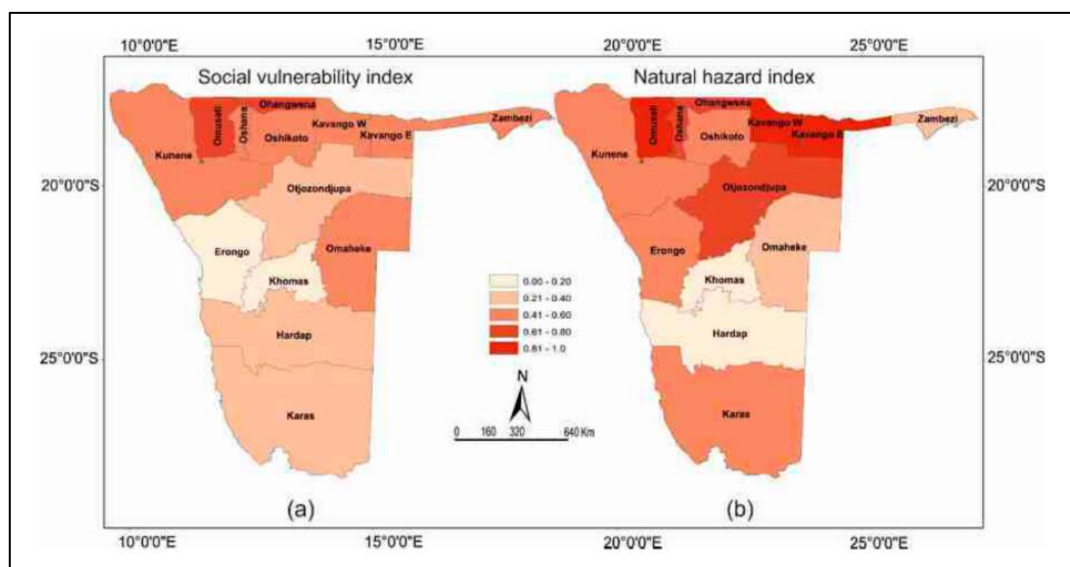 10°0'0"E 15°0'0"E 20°0'0"E 25°0'0"E
Social vulnerability index
Natural hazard index
Ohangwena
Omusati
Oshana
Kavango W
Kavango E
Zambezi
Oshikoto
Kunene
Otjozondjupa
Erongo
Omaheke
Khomas
Hardap
Karas
(a)
Ohangwena
Omusati
Oshana
Kavango W
Kavango E
Zambezi
Oshikoto
Kunene
Otjozondjupa
Erongo
Omaheke
Khomas
Hardap
Karas
(b)
20°0'0"S
25°0'0"S
20°0'0"S
25°0'0"S
0.00 - 0.20
0.21 - 0.40
0.41 - 0.60
0.61 - 0.80
0.81 - 1.0
N
0 160 320 640 Km
10°0'0"E 15°0'0"E 20°0'0"E 25°0'0"E